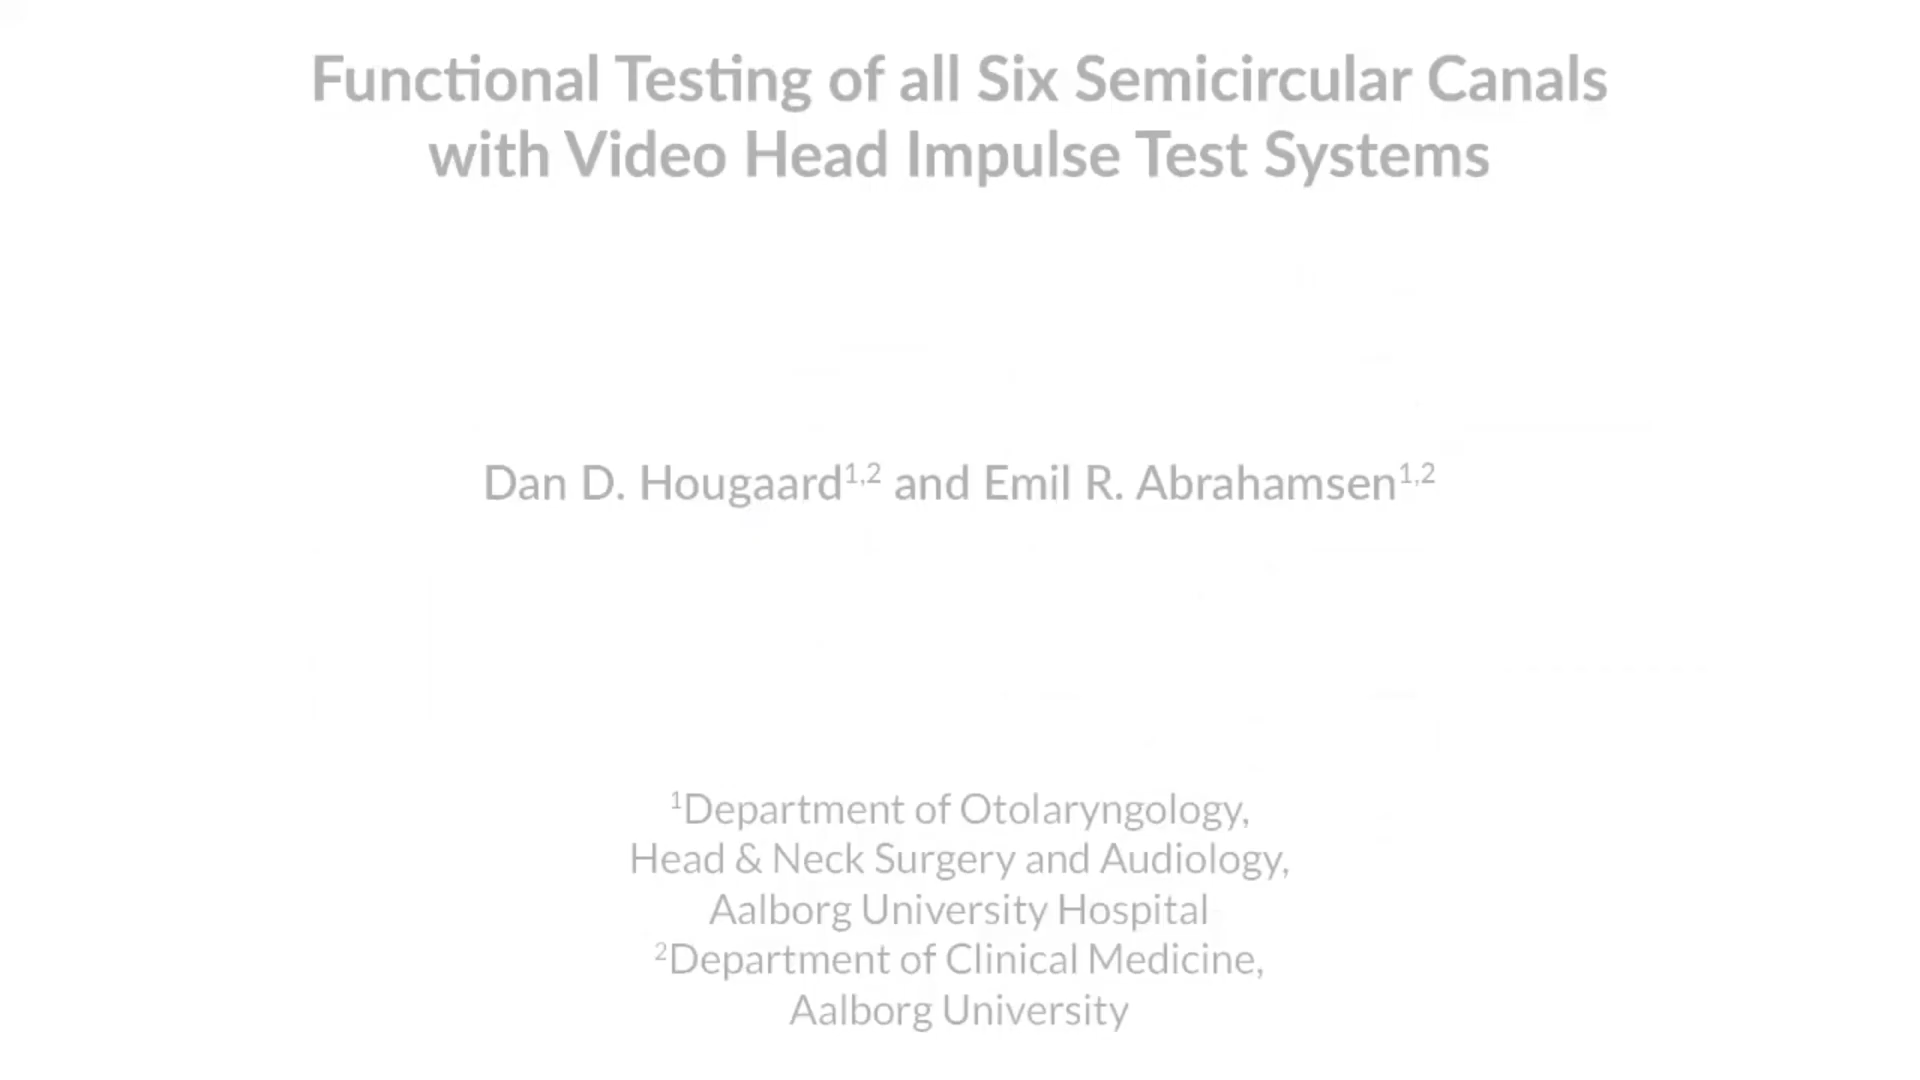 Functional Testing of all Six Semicircular Canals
with Video Head Impulse Test Systems
Dan D. Hougaard1,2 and Emil R. Abrahamsen1,2
1Department of Otolaryngology,
Head & Neck Surgery and Audiology,
Aalborg University Hospital
2Department of Clinical Medicine,
Aalborg University